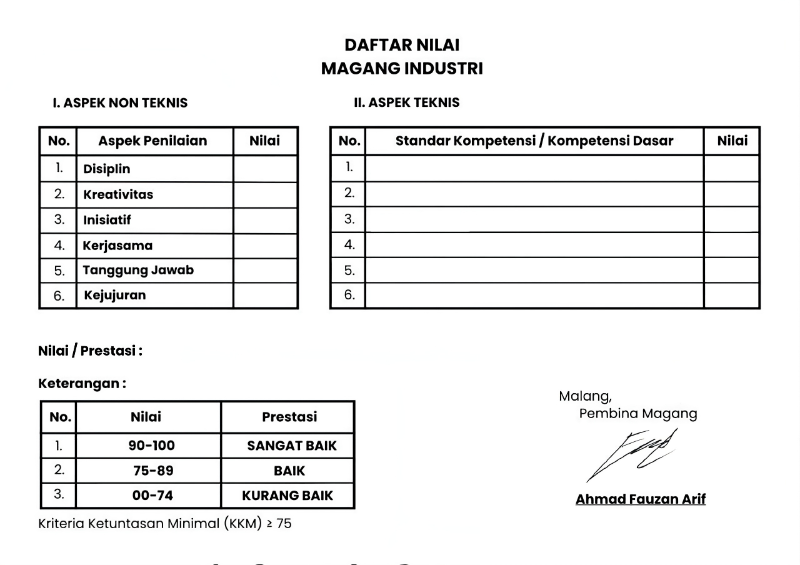 DAFTAR NILAI
MAGANG INDUSTRI
I. ASPEK NON TEKNIS
No. Aspek Penilaian Nilai
1. Disiplin
2. Kreativitas
3. Inisiatif
4. Kerjasama
5. Tanggung Jawab
6. Kejujuran
II. ASPEK TEKNIS
No. Standar Kompetensi / Kompetensi Dasar Nilai
1.
2.
3.
4.
5.
6.
Nilai / Prestasi :
Keterangan :
No. Nilai Prestasi
1. 90-100 SANGAT BAIK
2. 75-89 BAIK
3. 00-74 KURANG BAIK
Kriteria Ketuntasan Minimal (KKM) ≥ 75
Malang,
Pembina Magang
Ahmad Fauzan Arif